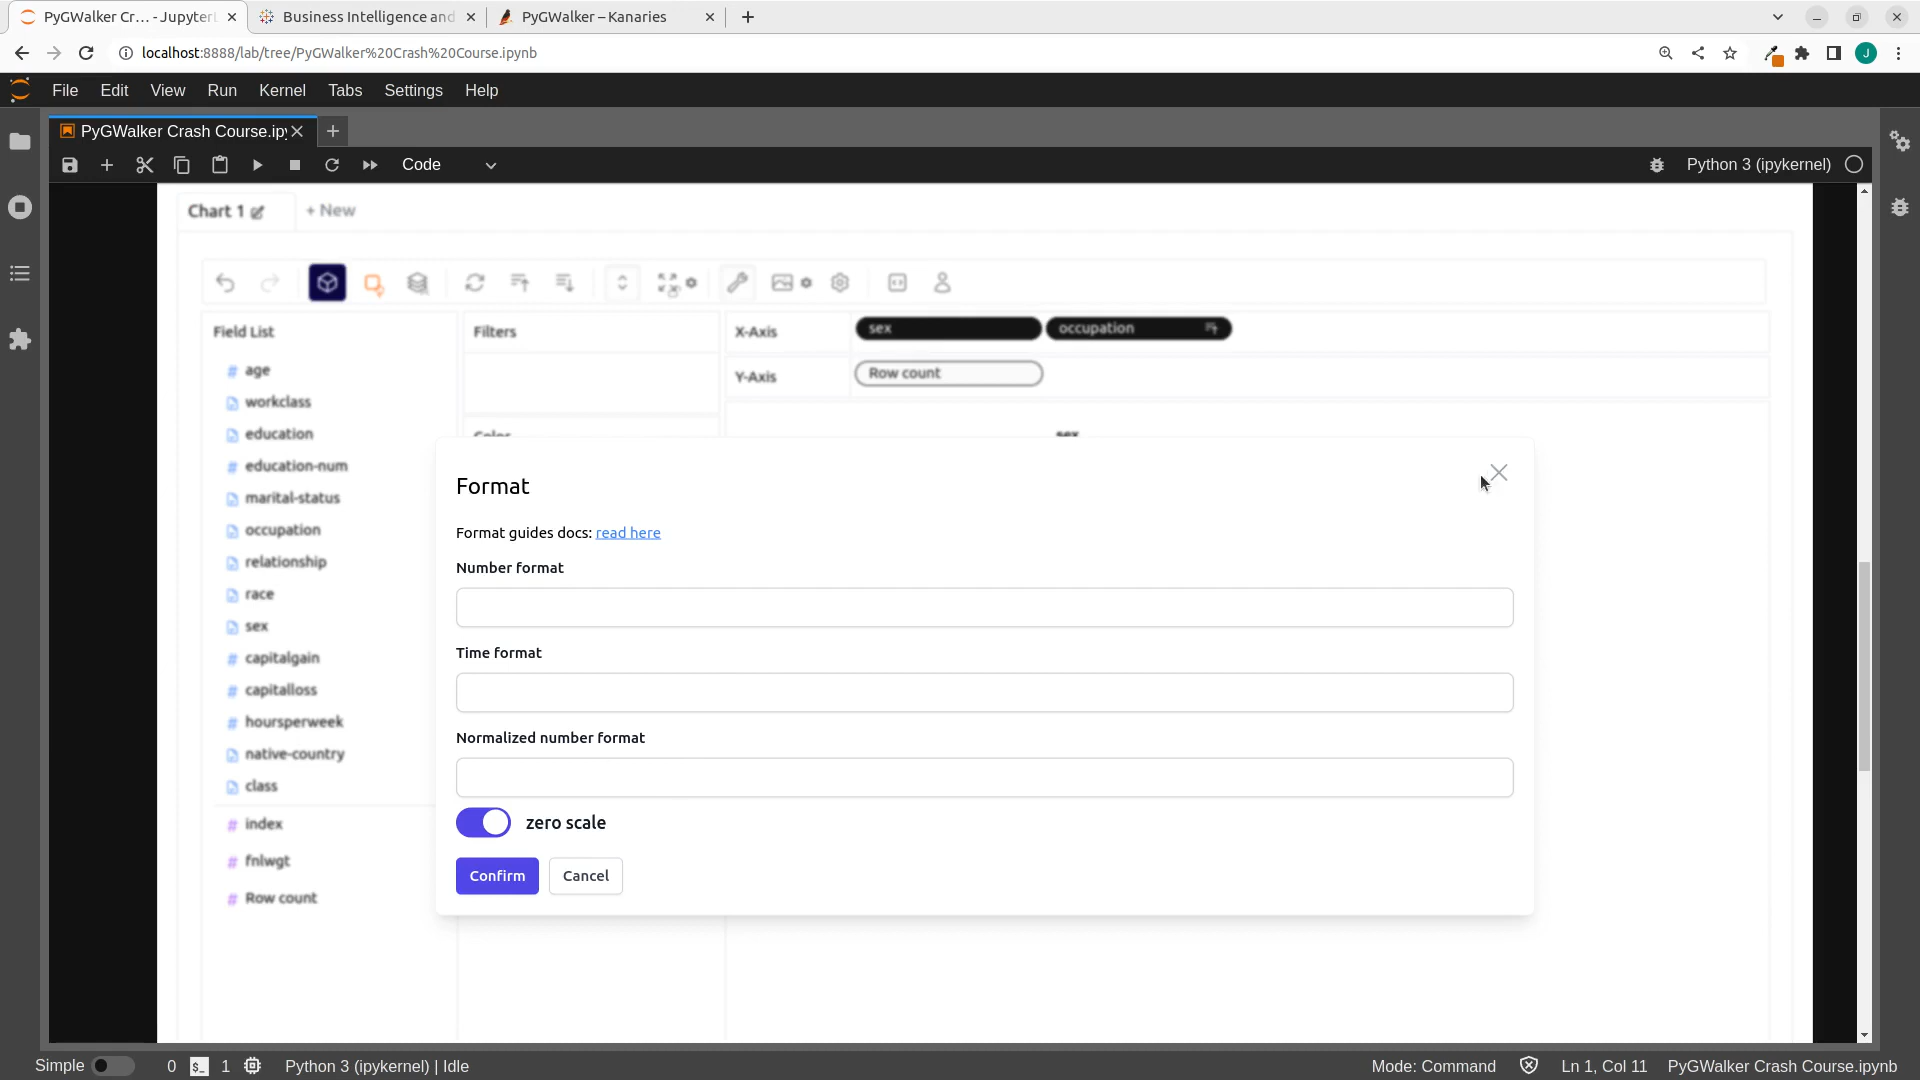 PyGWalker Cr... - Jupyter
Business Intelligence and
PyGWalker – Kanaries
localhost:8888/lab/tree/PyGWalker%20Crash%20Course.ipynb
J
File Edit View Run Kernel Tabs Settings Help
PyGWalker Crash Course.ipy
Code
Python 3 (ipykernel)
Chart 1
+ New
Field List
Filters
X-Axis
sex
occupation
Y-Axis
Row count
age
workclass
education
education-num
marital-status
occupation
relationship
race
sex
capitalgain
capitalloss
hoursperweek
native-country
class
index
fnlwgt
Row count
Color
sex
Format
Format guides docs: read here
Number format
Time format
Normalized number format
zero scale
Confirm
Cancel
Simple
0
$_
1
Python 3 (ipykernel) | Idle
Mode: Command
Ln 1, Col 11
PyGWalker Crash Course.ipynb